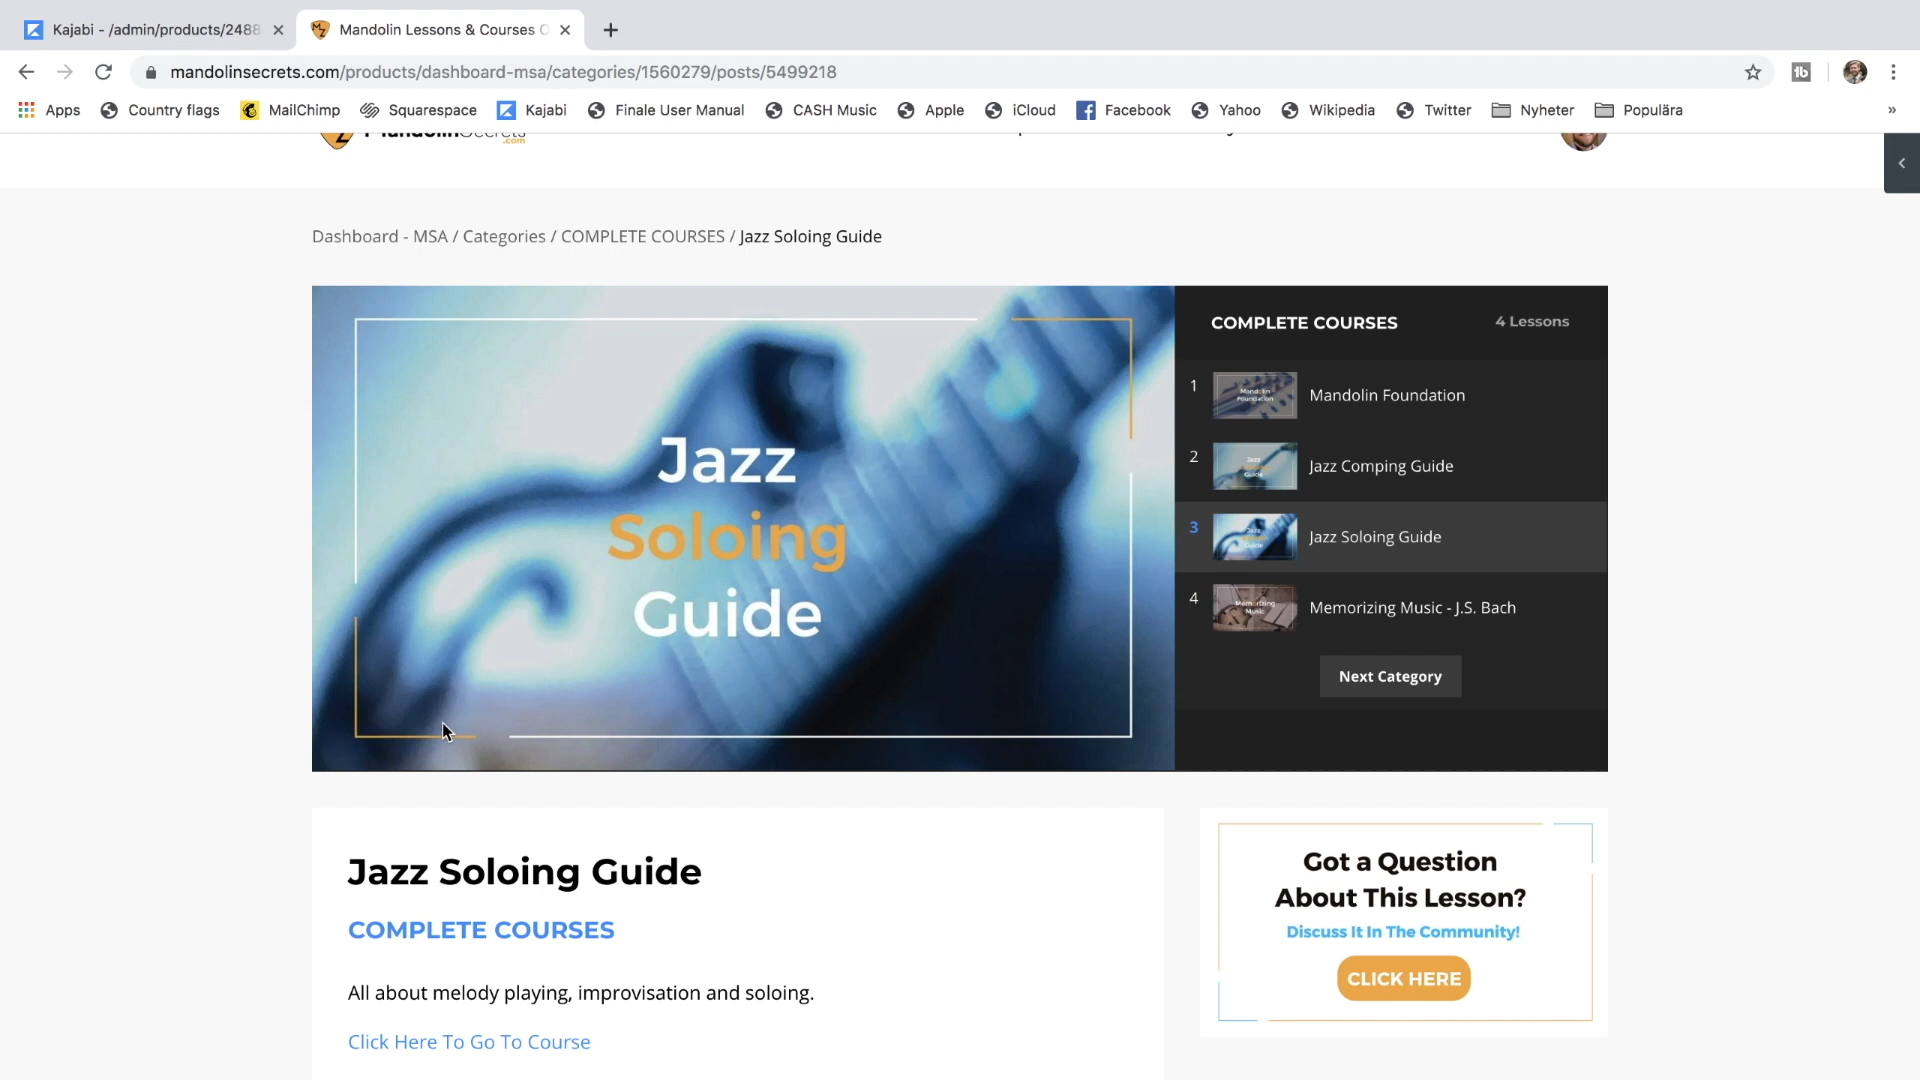 Kajabi - /admin/products/2488
Mandolin Lessons & Courses O
mandolinsecrets.com/products/dashboard-msa/categories/1560279/posts/5499218
Apps Country flags MailChimp Squarespace Kajabi Finale User Manual CASH Music Apple iCloud Facebook Yahoo Wikipedia Twitter Nyheter Populära »
MandolinSecrets
.com
Dashboard - MSA / Categories / COMPLETE COURSES / Jazz Soloing Guide
Jazz
Soloing
Guide
COMPLETE COURSES 4 Lessons
1 Mandolin Foundation
2 Jazz Comping Guide
3 Jazz Soloing Guide
4 Memorizing Music - J.S. Bach
Next Category
Jazz Soloing Guide
COMPLETE COURSES
All about melody playing, improvisation and soloing.
Click Here To Go To Course
Got a Question
About This Lesson?
Discuss It In The Community!
CLICK HERE